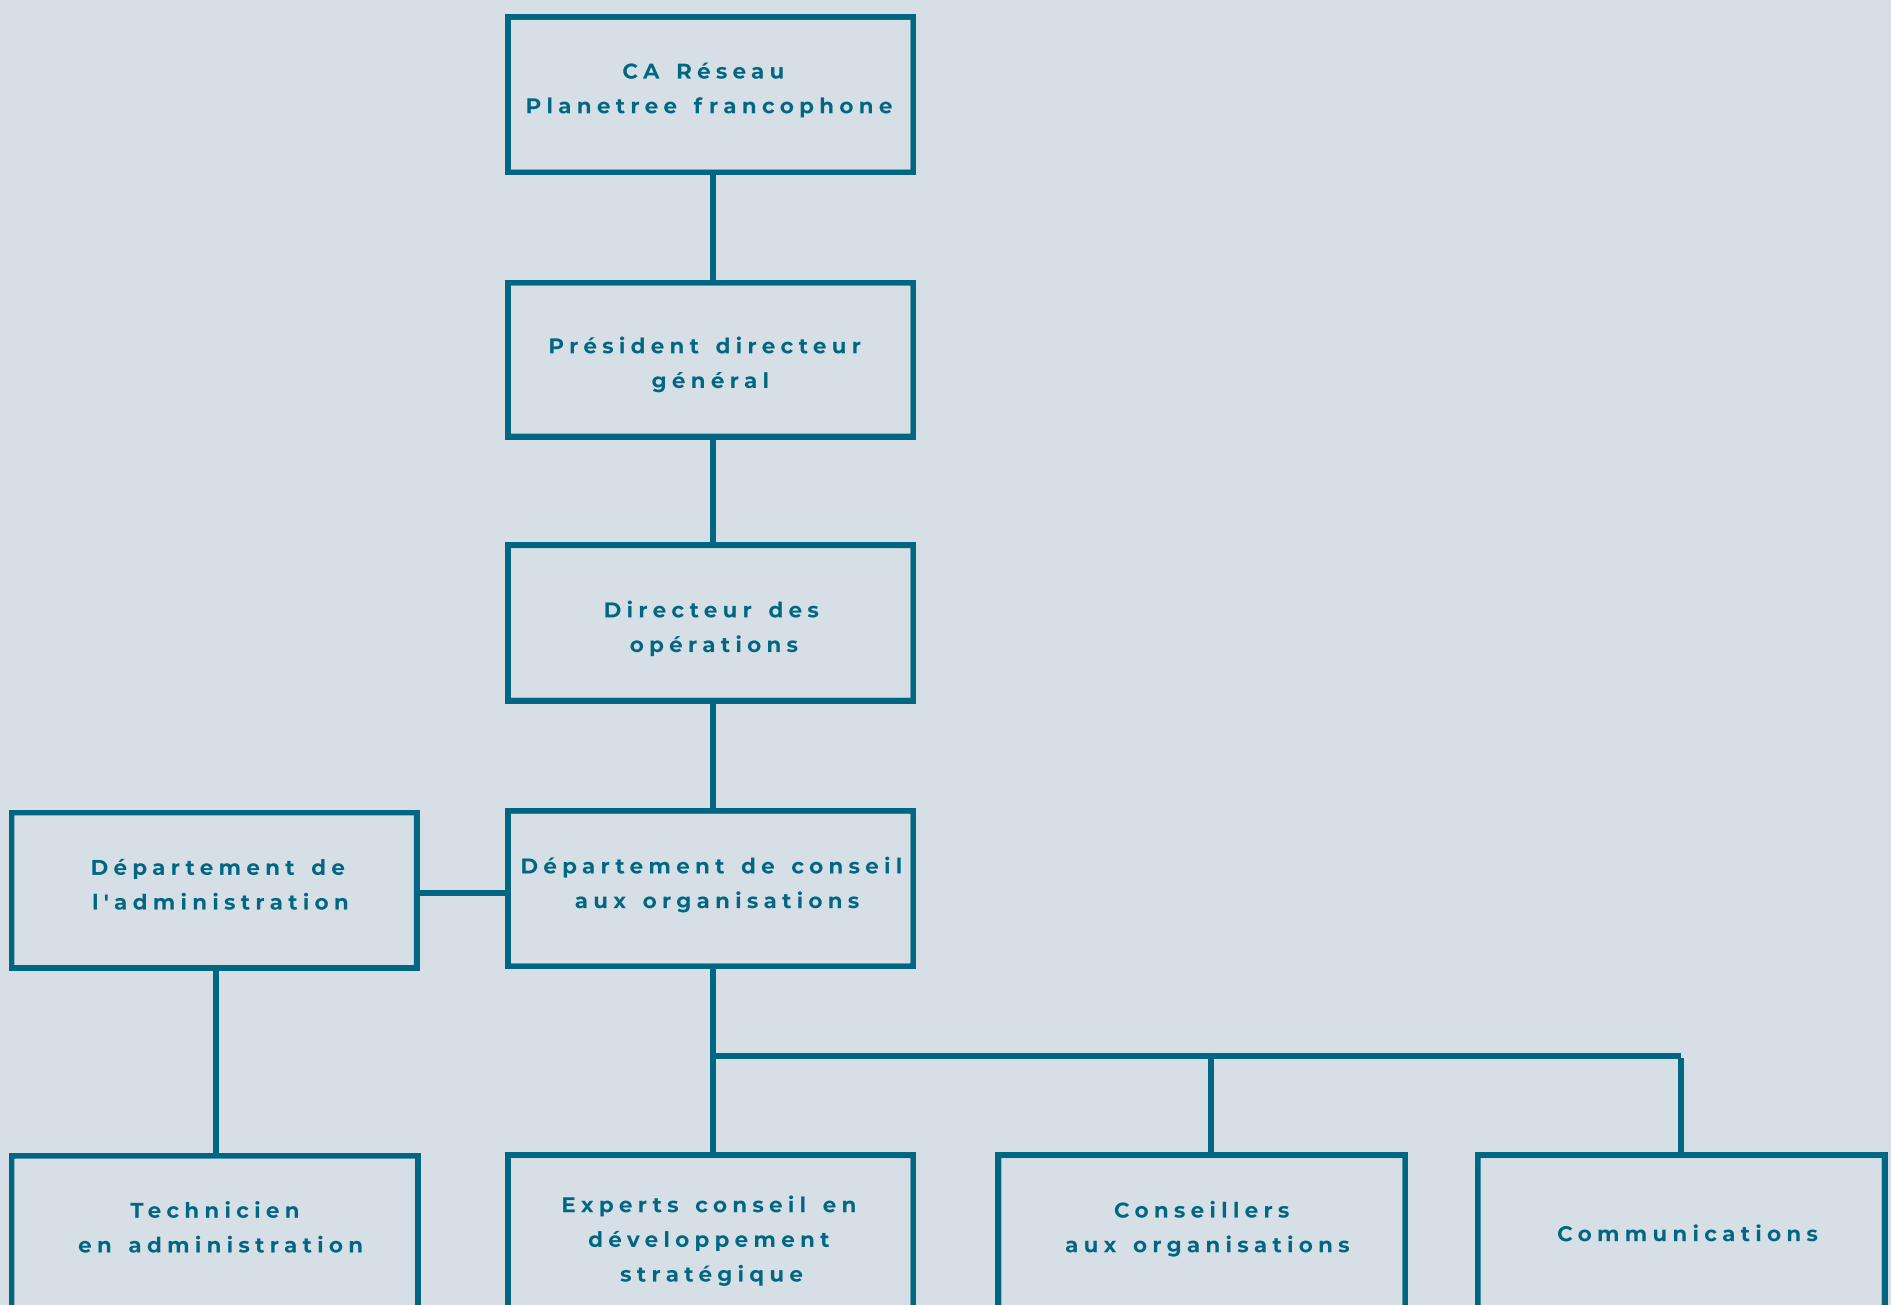 CA Réseau
Planetree francophone
Président directeur
général
Directeur des
opérations
Département de
l'administration
Département de conseil
aux organisations
Technicien
en administration
Experts conseil en
développement
stratégique
Conseillers
aux organisations
Communications